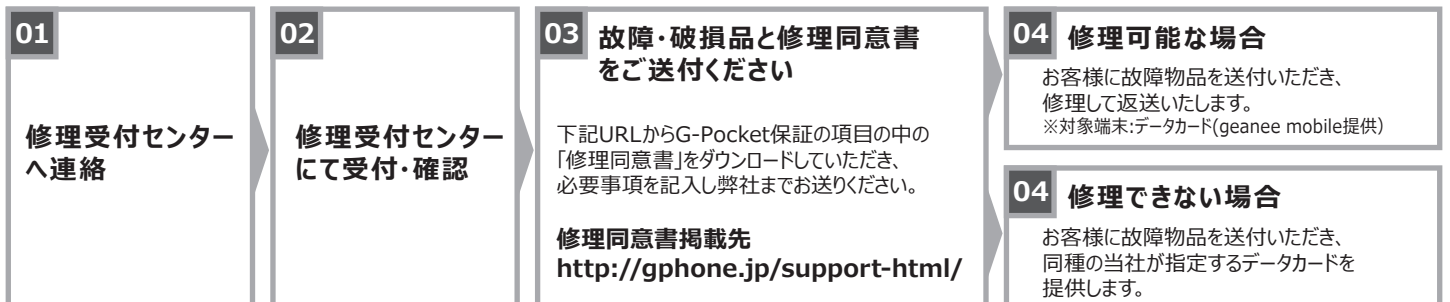 01
修理受付センター
へ連絡
02
修理受付センター
にて受付･確認
03 故障･破損品と修理同意書
をご送付ください
下記URLからG-Pocket保証の項目の中の
「修理同意書」をダウンロードしていただき、
必要事項を記入し弊社までお送りください。
修理同意書掲載先
http://gphone.jp/support-html/
04 修理可能な場合
お客様に故障物品を送付いただき、
修理して返送いたします。
※対象端末:データカード(geanee mobile提供)
04 修理できない場合
お客様に故障物品を送付いただき、
同種の当社が指定するデータカードを
提供します。